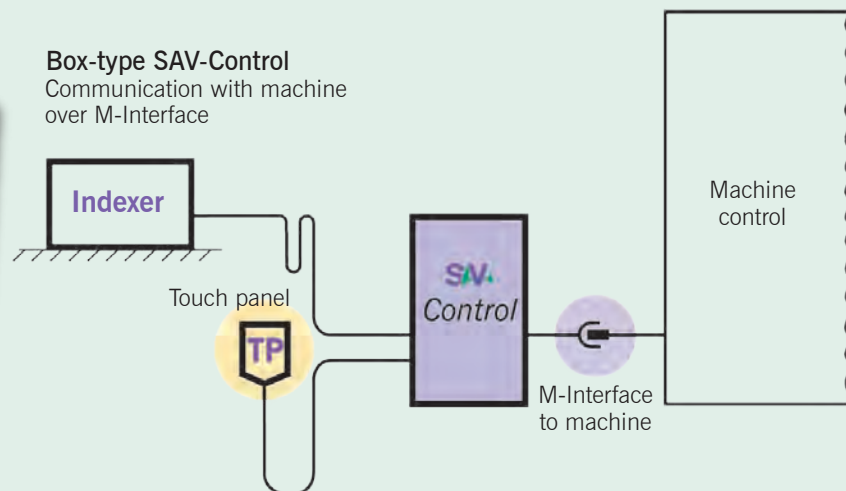 Box-type SAV-Control
Communication with machine
over M-Interface
Indexer
Touch panel
TP
SAV
Control
Machine
control
M-Interface
to machine